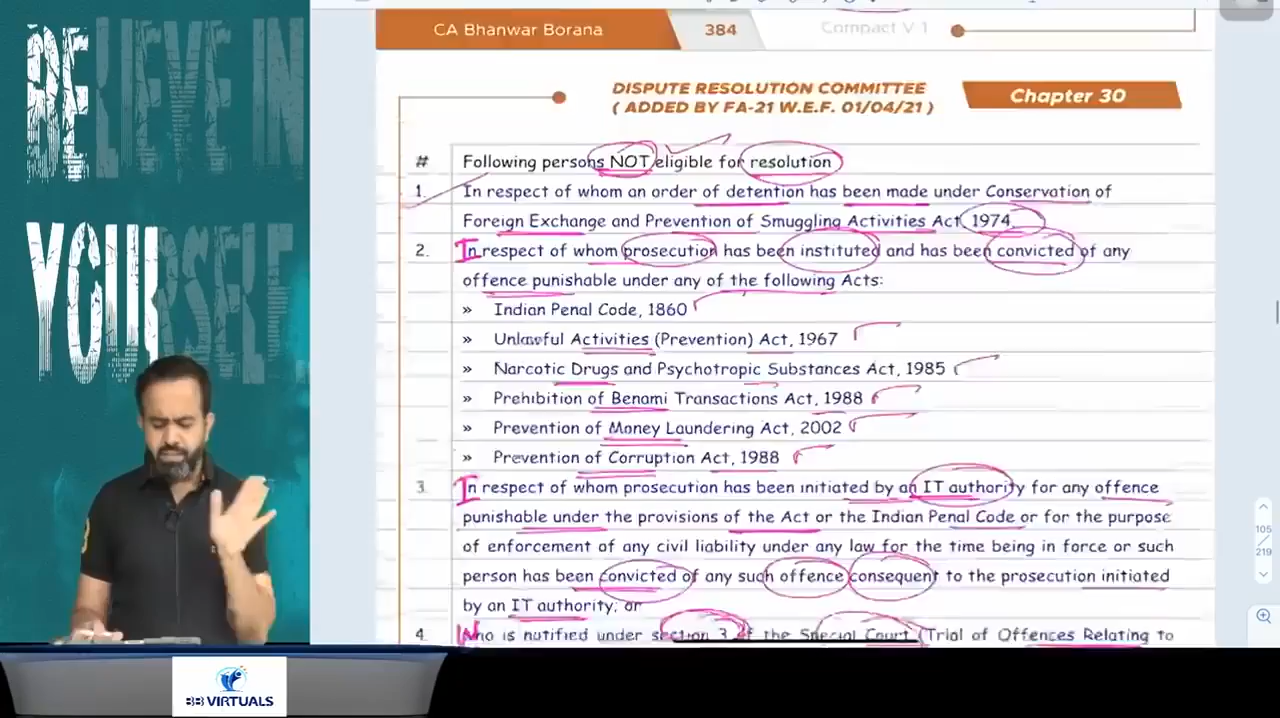 BELIEVE IN
YOURSELF
CA Bhanwar Borana
384
Compact V 1
DISPUTE RESOLUTION COMMITTEE
( ADDED BY FA-21 W.E.F. 01/04/21 )
Chapter 30
# Following persons NOT eligible for resolution
1. In respect of whom an order of detention has been made under Conservation of
Foreign Exchange and Prevention of Smuggling Activities Act 1974
2. In respect of whom prosecution has been instituted and has been convicted of any
offence punishable under any of the following Acts:
» Indian Penal Code, 1860
» Unlawful Activities (Prevention) Act, 1967
» Narcotic Drugs and Psychotropic Substances Act, 1985
» Prohibition of Benami Transactions Act, 1988
» Prevention of Money Laundering Act, 2002
» Prevention of Corruption Act, 1988
3. In respect of whom prosecution has been initiated by an IT authority for any offence
punishable under the provisions of the Act or the Indian Penal Code or for the purpose
of enforcement of any civil liability under any law for the time being in force or such
person has been convicted of any such offence consequent to the prosecution initiated
by an IT authority; or
4. Who is notified under section 3 of the Special Court (Trial of Offences Relating to
105
219
BB VIRTUALS